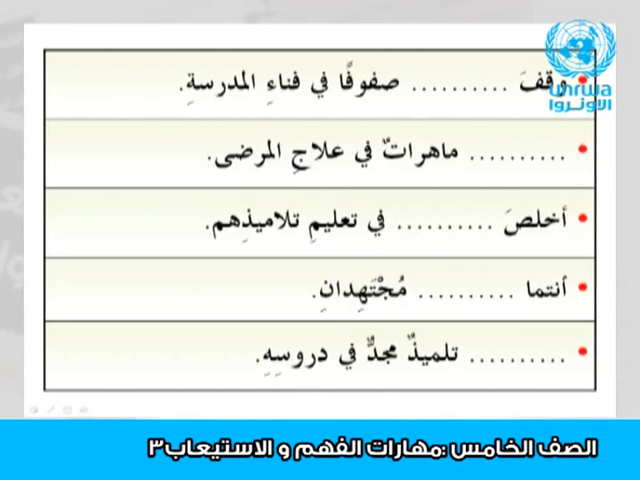 • وقفَ .......... صفوفًا في فناءِ المدرسةِ.
unrwa
الأونروا
• .......... ماهراتٌ في علاجِ المرضى.
• أخلصَ .......... في تعليمِ تلاميذِهم.
• أنتما .......... مُجْتَهِدانِ.
• .......... تلميذٌ مجدٌّ في دروسِهِ.
الصف الخامس :مهارات الفهم و الاستيعاب٣